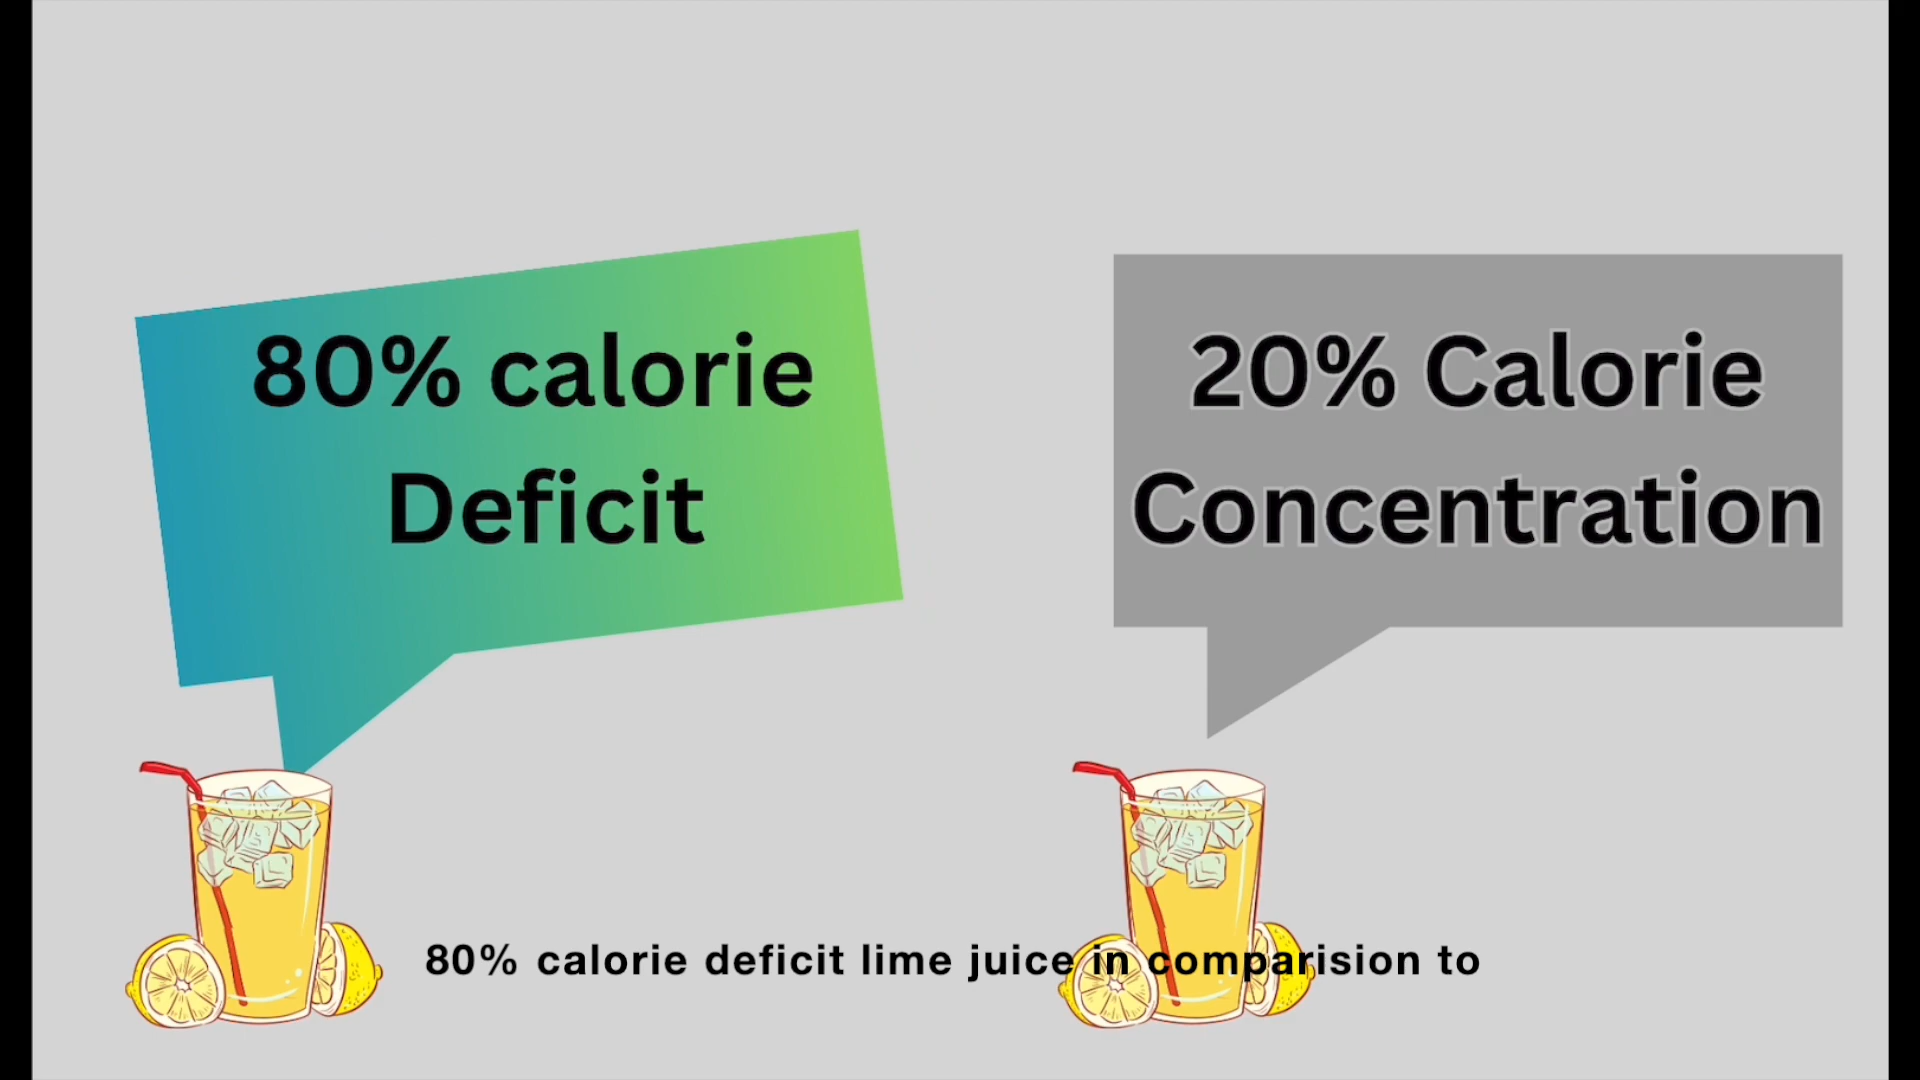 80% calorie
Deficit
20% Calorie
Concentration
80% calorie deficit lime juice in comparision to